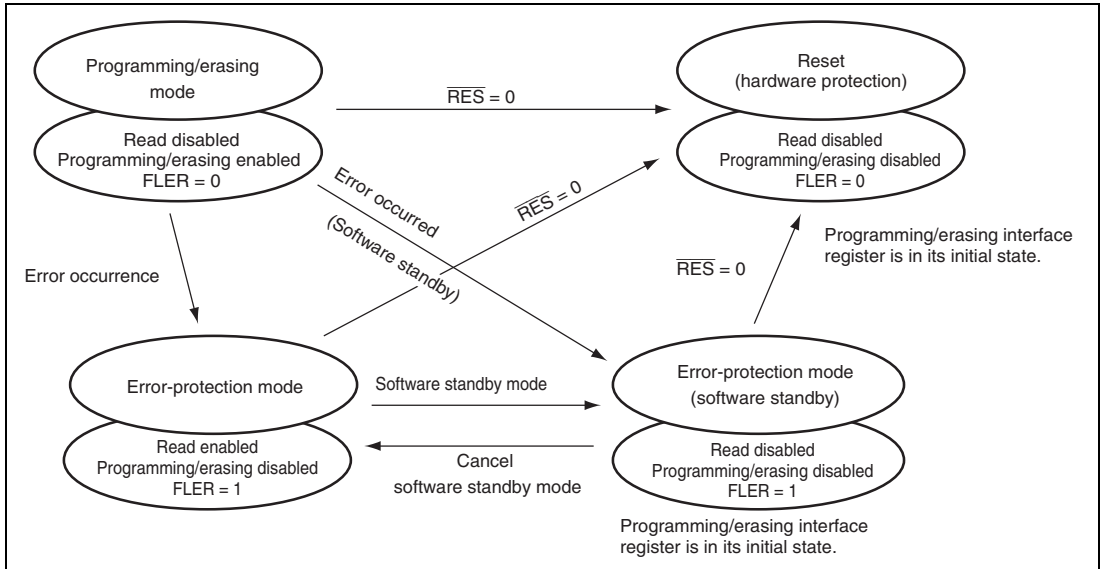 Programming/erasing
mode
Read disabled
Programming/erasing enabled
FLER = 0
RES = 0
Reset
(hardware protection)
Read disabled
Programming/erasing disabled
FLER = 0
Programming/erasing interface
register is in its initial state.
Error occurred
(Software standby)
RES = 0
Error occurrence
RES = 0
Error-protection mode
Read enabled
Programming/erasing disabled
FLER = 1
Software standby mode
Cancel
software standby mode
Error-protection mode
(software standby)
Read disabled
Programming/erasing disabled
FLER = 1
Programming/erasing interface
register is in its initial state.